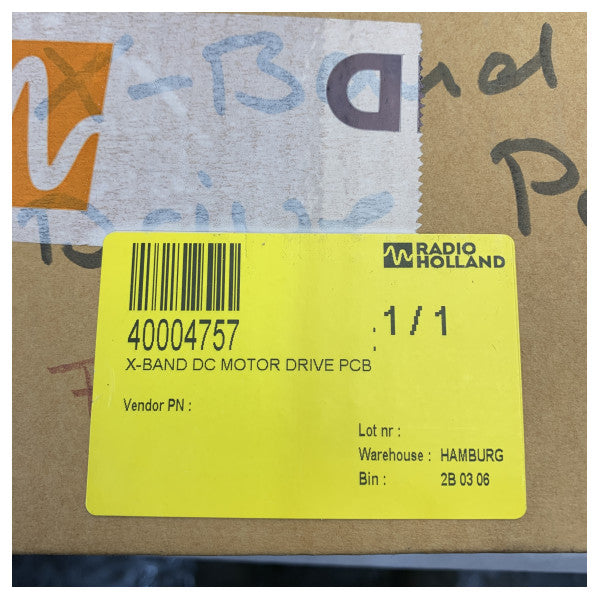 X-Band
D
Drive
RADIO
HOLLAND
40004757
: 1 / 1
X-BAND DC MOTOR DRIVE PCB
Vendor PN :
Lot nr :
Warehouse : HAMBURG
Bin : 2B 03 06